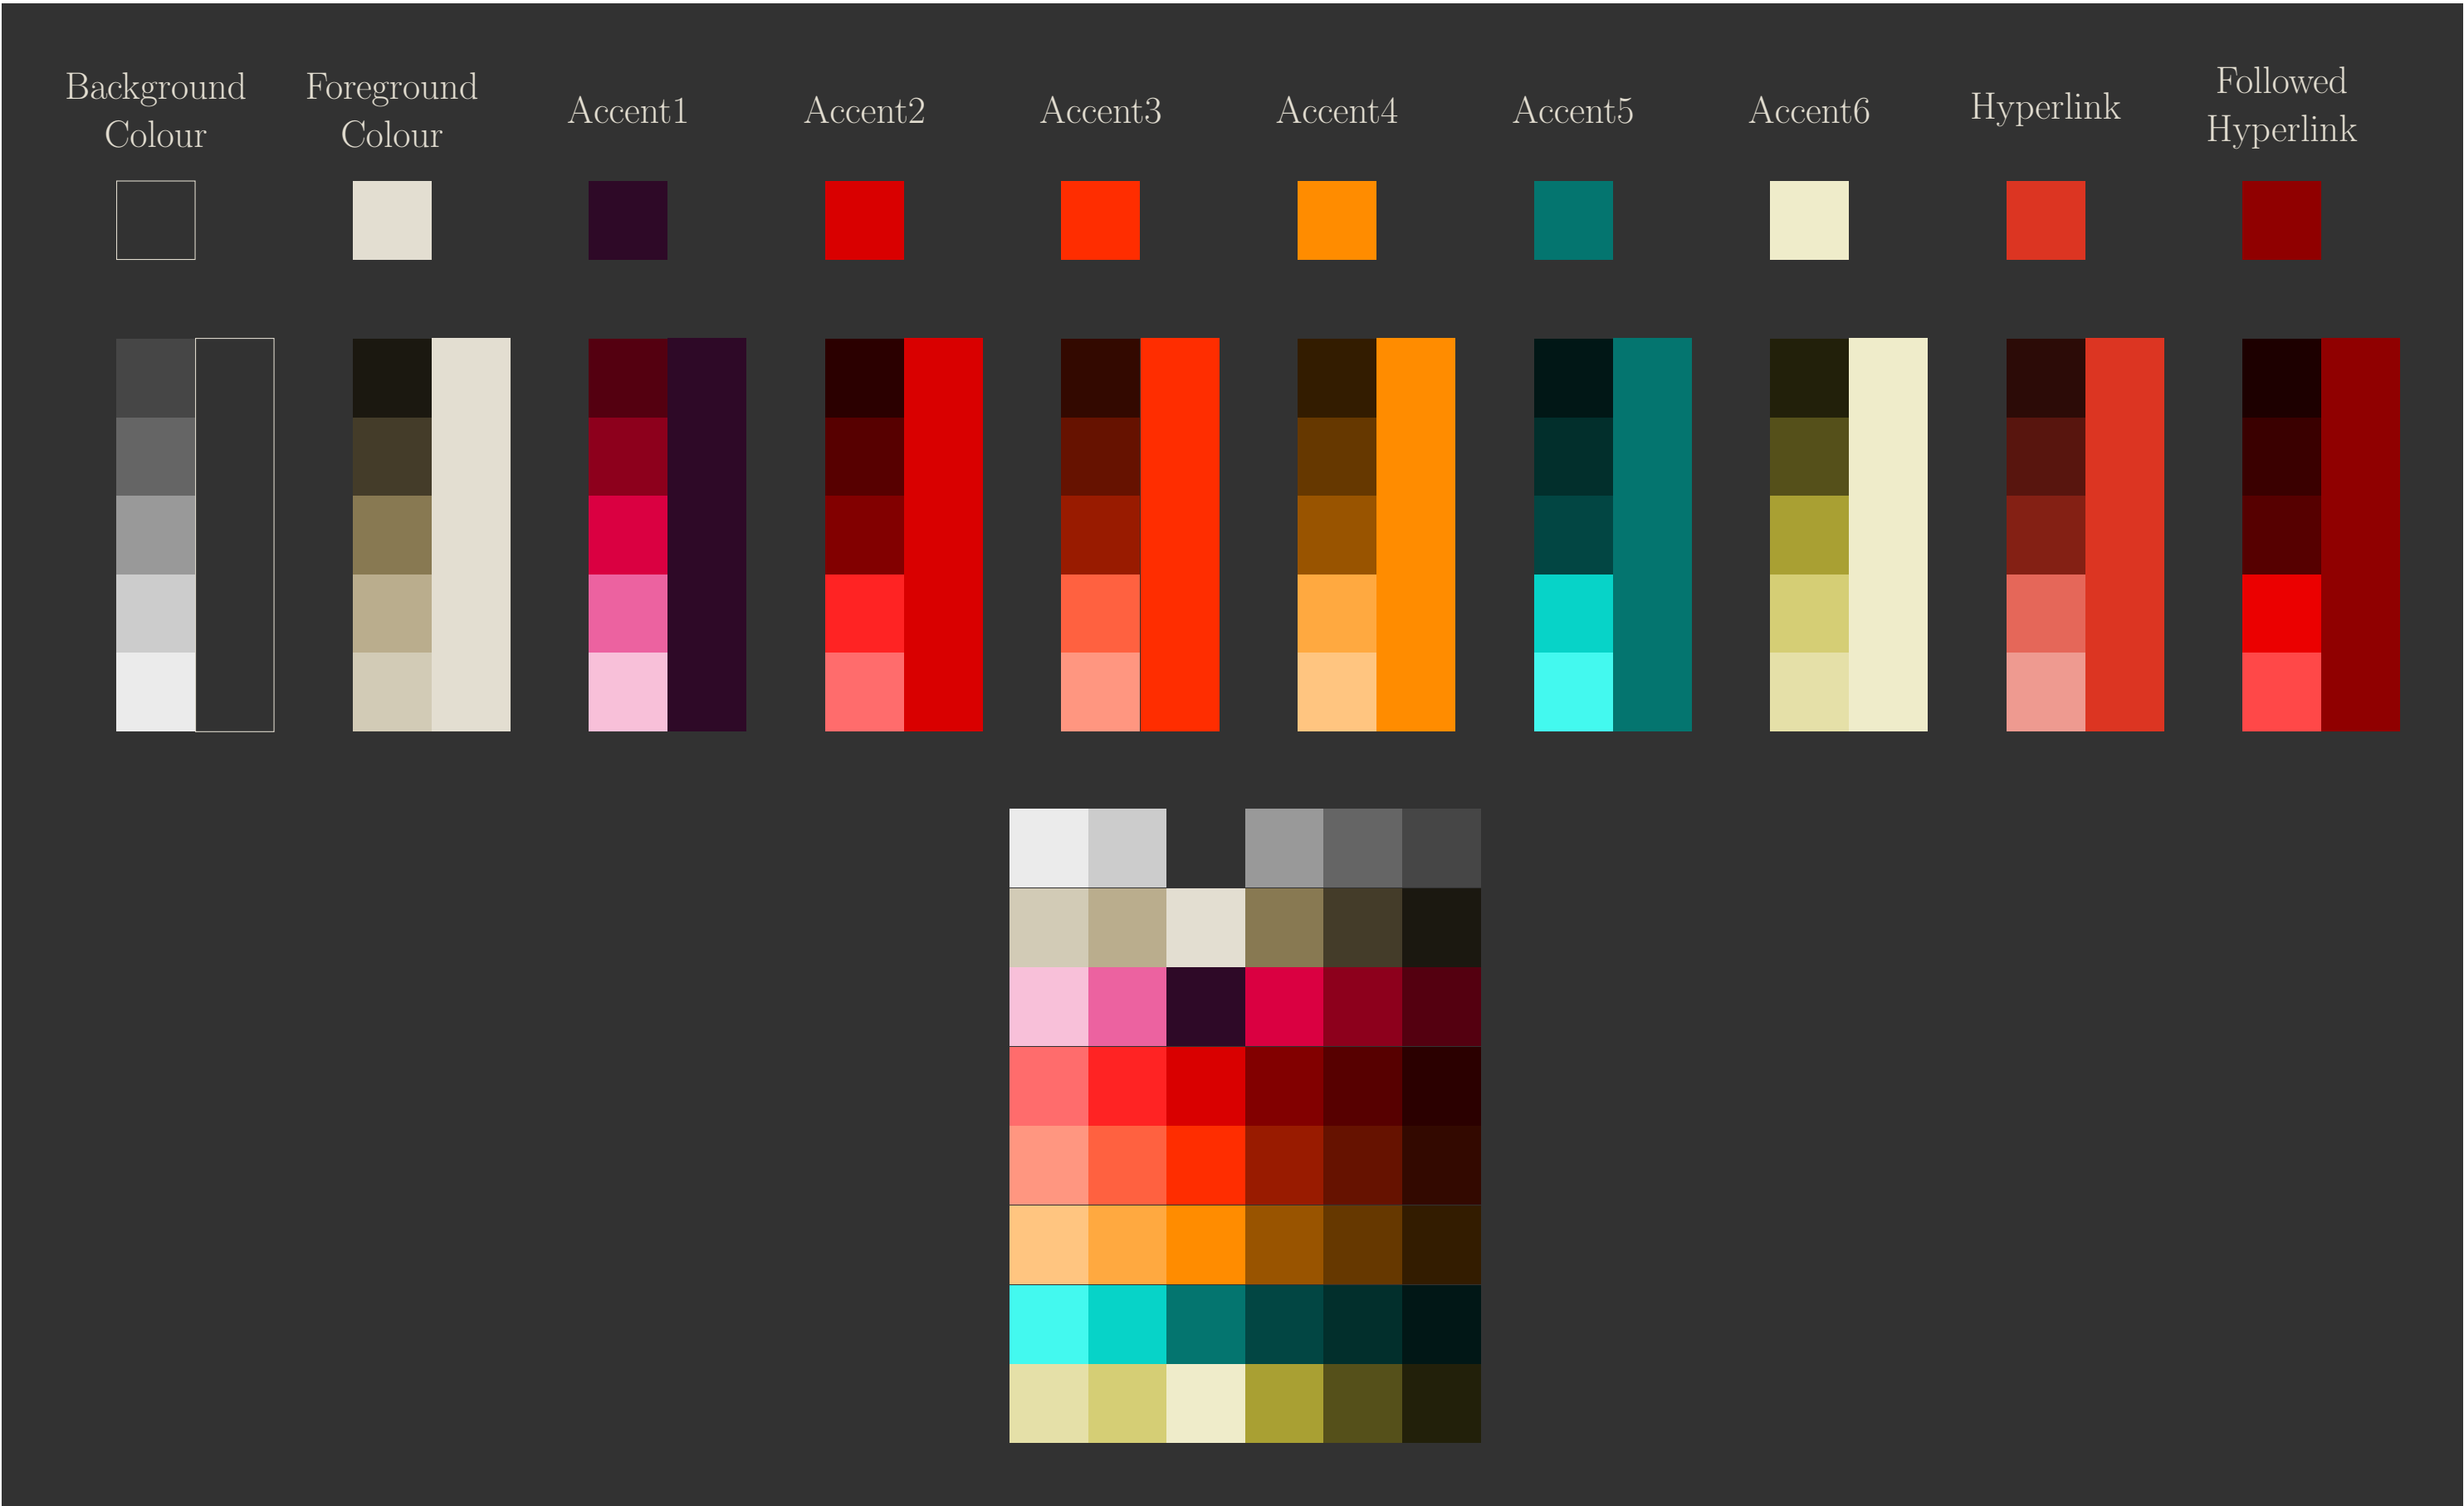 Background
Colour
Foreground
Colour
Accent1
Accent2
Accent3
Accent4
Accent5
Accent6
Hyperlink
Followed
Hyperlink